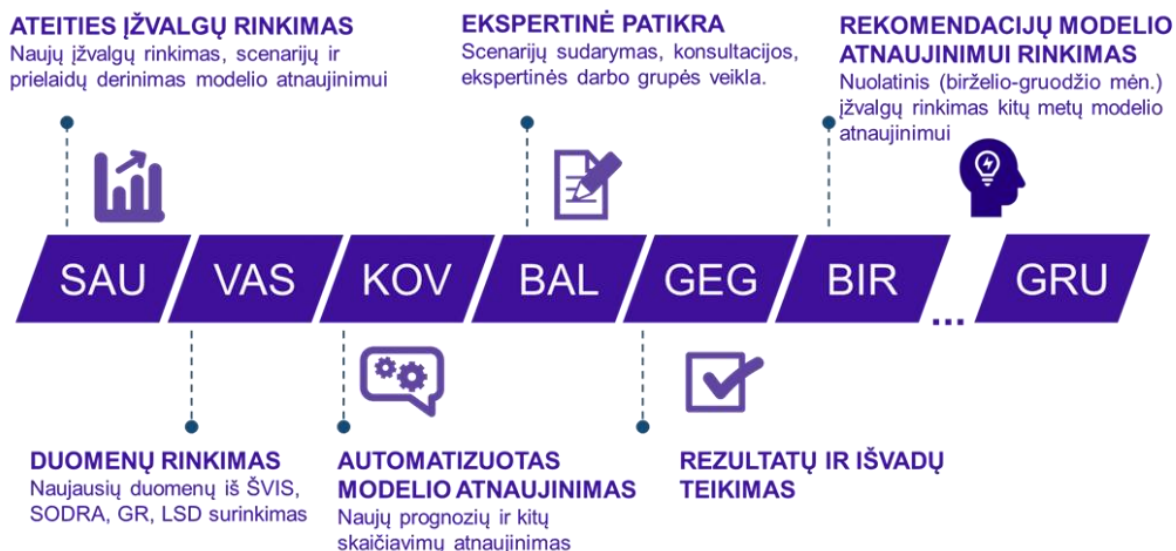 ATEITIES ĮŽVALGŲ RINKIMAS
Naujų įžvalgų rinkimas, scenarijų ir
prielaidų derinimas modelio atnaujinimui
EKSPERTINĖ PATIKRA
Scenarijų sudarymas, konsultacijos,
ekspertinės darbo grupės veikla.
REKOMENDACIJŲ MODELIO
ATNAUJINIMUI RINKIMAS
Nuolatinis (birželio-gruodžio mėn.)
įžvalgų rinkimas kitų metų modelio
atnaujinimui
SAU VAS KOV BAL GEG BIR ... GRU
DUOMENŲ RINKIMAS
Naujausių duomenų iš ŠVIS,
SODRA, GR, LSD surinkimas
AUTOMATIZUOTAS
MODELIO ATNAUJINIMAS
Naujų prognozių ir kitų
skaičiavimų atnaujinimas
REZULTATŲ IR IŠVADŲ
TEIKIMAS